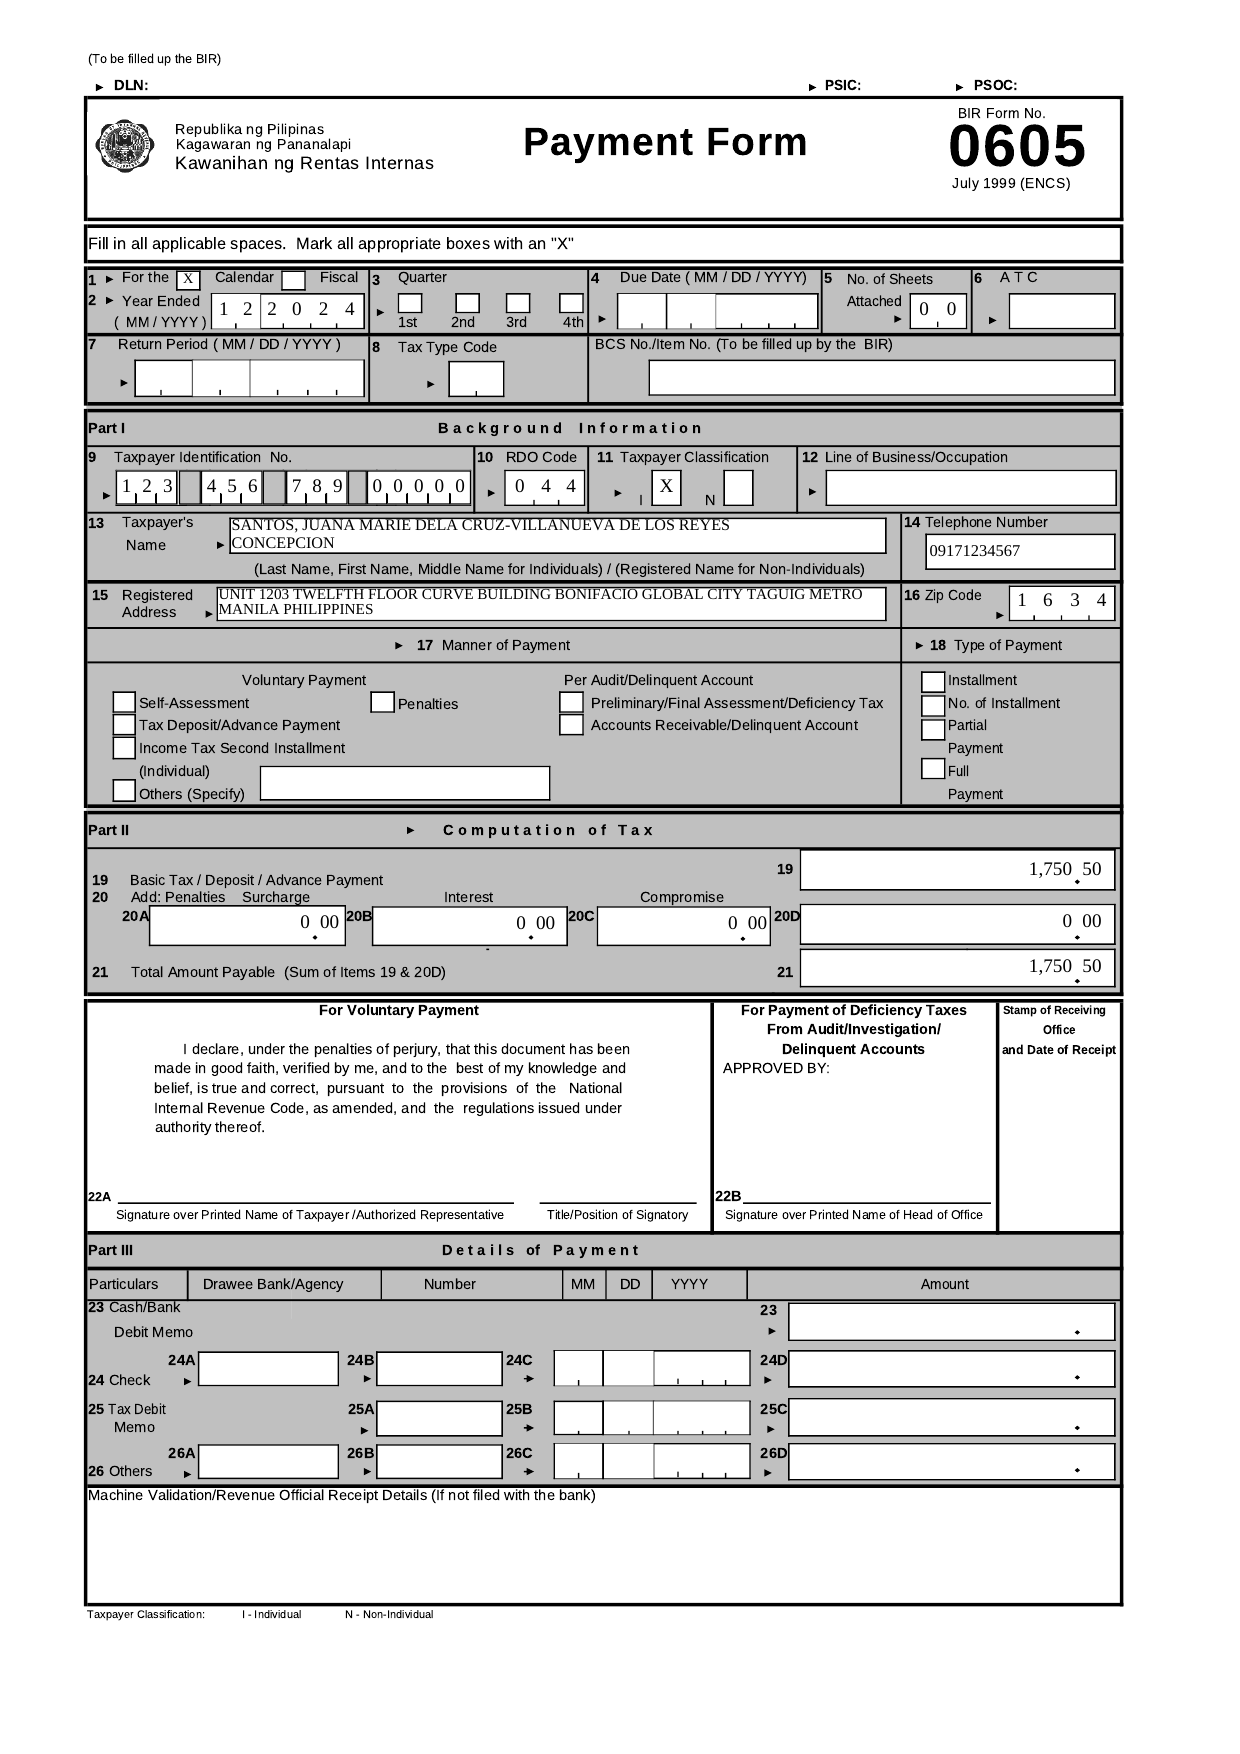 (To be filled up the BIR)
DLN: PSIC: PSOC:
Republika ng Pilipinas
Kagawaran ng Pananalapi
Kawanihan ng Rentas Internas
Payment Form
BIR Form No.
0605
July 1999 (ENCS)
Fill in all applicable spaces. Mark all appropriate boxes with an "X"
1 For the X Calendar Fiscal
2 Year Ended
( MM / YYYY ) 1 2 2 0 2 4
3 Quarter
1st 2nd 3rd 4th
4 Due Date ( MM / DD / YYYY)
5 No. of Sheets
Attached 0 0
6 A T C
7 Return Period ( MM / DD / YYYY )
8 Tax Type Code
BCS No./Item No. (To be filled up by the BIR)
Part I Background Information
9 Taxpayer Identification No.
1 2 3 4 5 6 7 8 9 0 0 0 0 0
10 RDO Code
0 4 4
11 Taxpayer Classification
I X N
12 Line of Business/Occupation
13 Taxpayer's
Name
SANTOS, JUANA MARIE DELA CRUZ-VILLANUEVA DE LOS REYES
CONCEPCION
(Last Name, First Name, Middle Name for Individuals) / (Registered Name for Non-Individuals)
14 Telephone Number
09171234567
15 Registered
Address
UNIT 1203 TWELFTH FLOOR CURVE BUILDING BONIFACIO GLOBAL CITY TAGUIG METRO
MANILA PHILIPPINES
16 Zip Code 1 6 3 4
17 Manner of Payment
18 Type of Payment
Voluntary Payment Per Audit/Delinquent Account
Self-Assessment Penalties Preliminary/Final Assessment/Deficiency Tax
Tax Deposit/Advance Payment Accounts Receivable/Delinquent Account
Income Tax Second Installment
(Individual)
Others (Specify)
Installment
No. of Installment
Partial
Payment
Full
Payment
Part II Computation of Tax
19 Basic Tax / Deposit / Advance Payment 19 1,750 . 50
20 Add: Penalties Surcharge Interest Compromise
20A 0 . 00 20B 0 . 00 20C 0 . 00 20D 0 . 00
21 Total Amount Payable (Sum of Items 19 & 20D) 21 1,750 . 50
For Voluntary Payment
I declare, under the penalties of perjury, that this document has been
made in good faith, verified by me, and to the best of my knowledge and
belief, is true and correct, pursuant to the provisions of the National
Internal Revenue Code, as amended, and the regulations issued under
authority thereof.
22A
Signature over Printed Name of Taxpayer /Authorized Representative Title/Position of Signatory
For Payment of Deficiency Taxes
From Audit/Investigation/
Delinquent Accounts
APPROVED BY:
22B
Signature over Printed Name of Head of Office
Stamp of Receiving
Office
and Date of Receipt
Part III Details of Payment
Particulars Drawee Bank/Agency Number MM DD YYYY Amount
23 Cash/Bank 23
Debit Memo
24A 24B 24C 24D
24 Check
25 Tax Debit 25A 25B 25C
Memo
26A 26B 26C 26D
26 Others
Machine Validation/Revenue Official Receipt Details (If not filed with the bank)
Taxpayer Classification: I - Individual N - Non-Individual